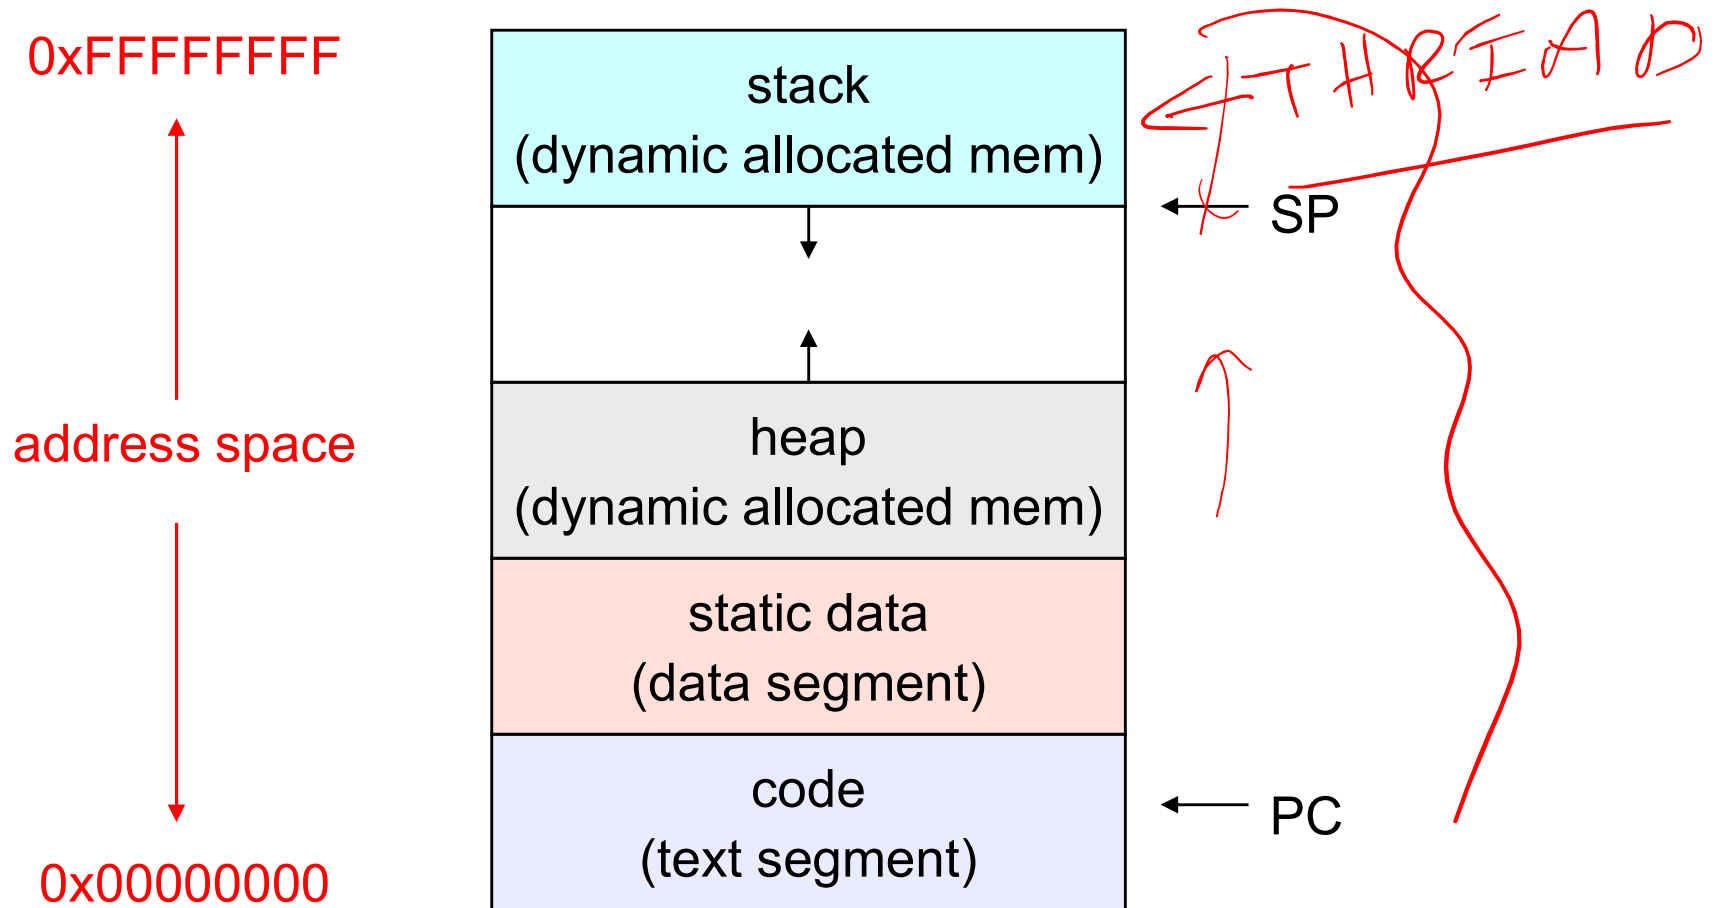 0xFFFFFFFF
stack
(dynamic allocated mem)
THREAD
SP
address space
heap
(dynamic allocated mem)
static data
(data segment)
code
(text segment)
PC
0x00000000